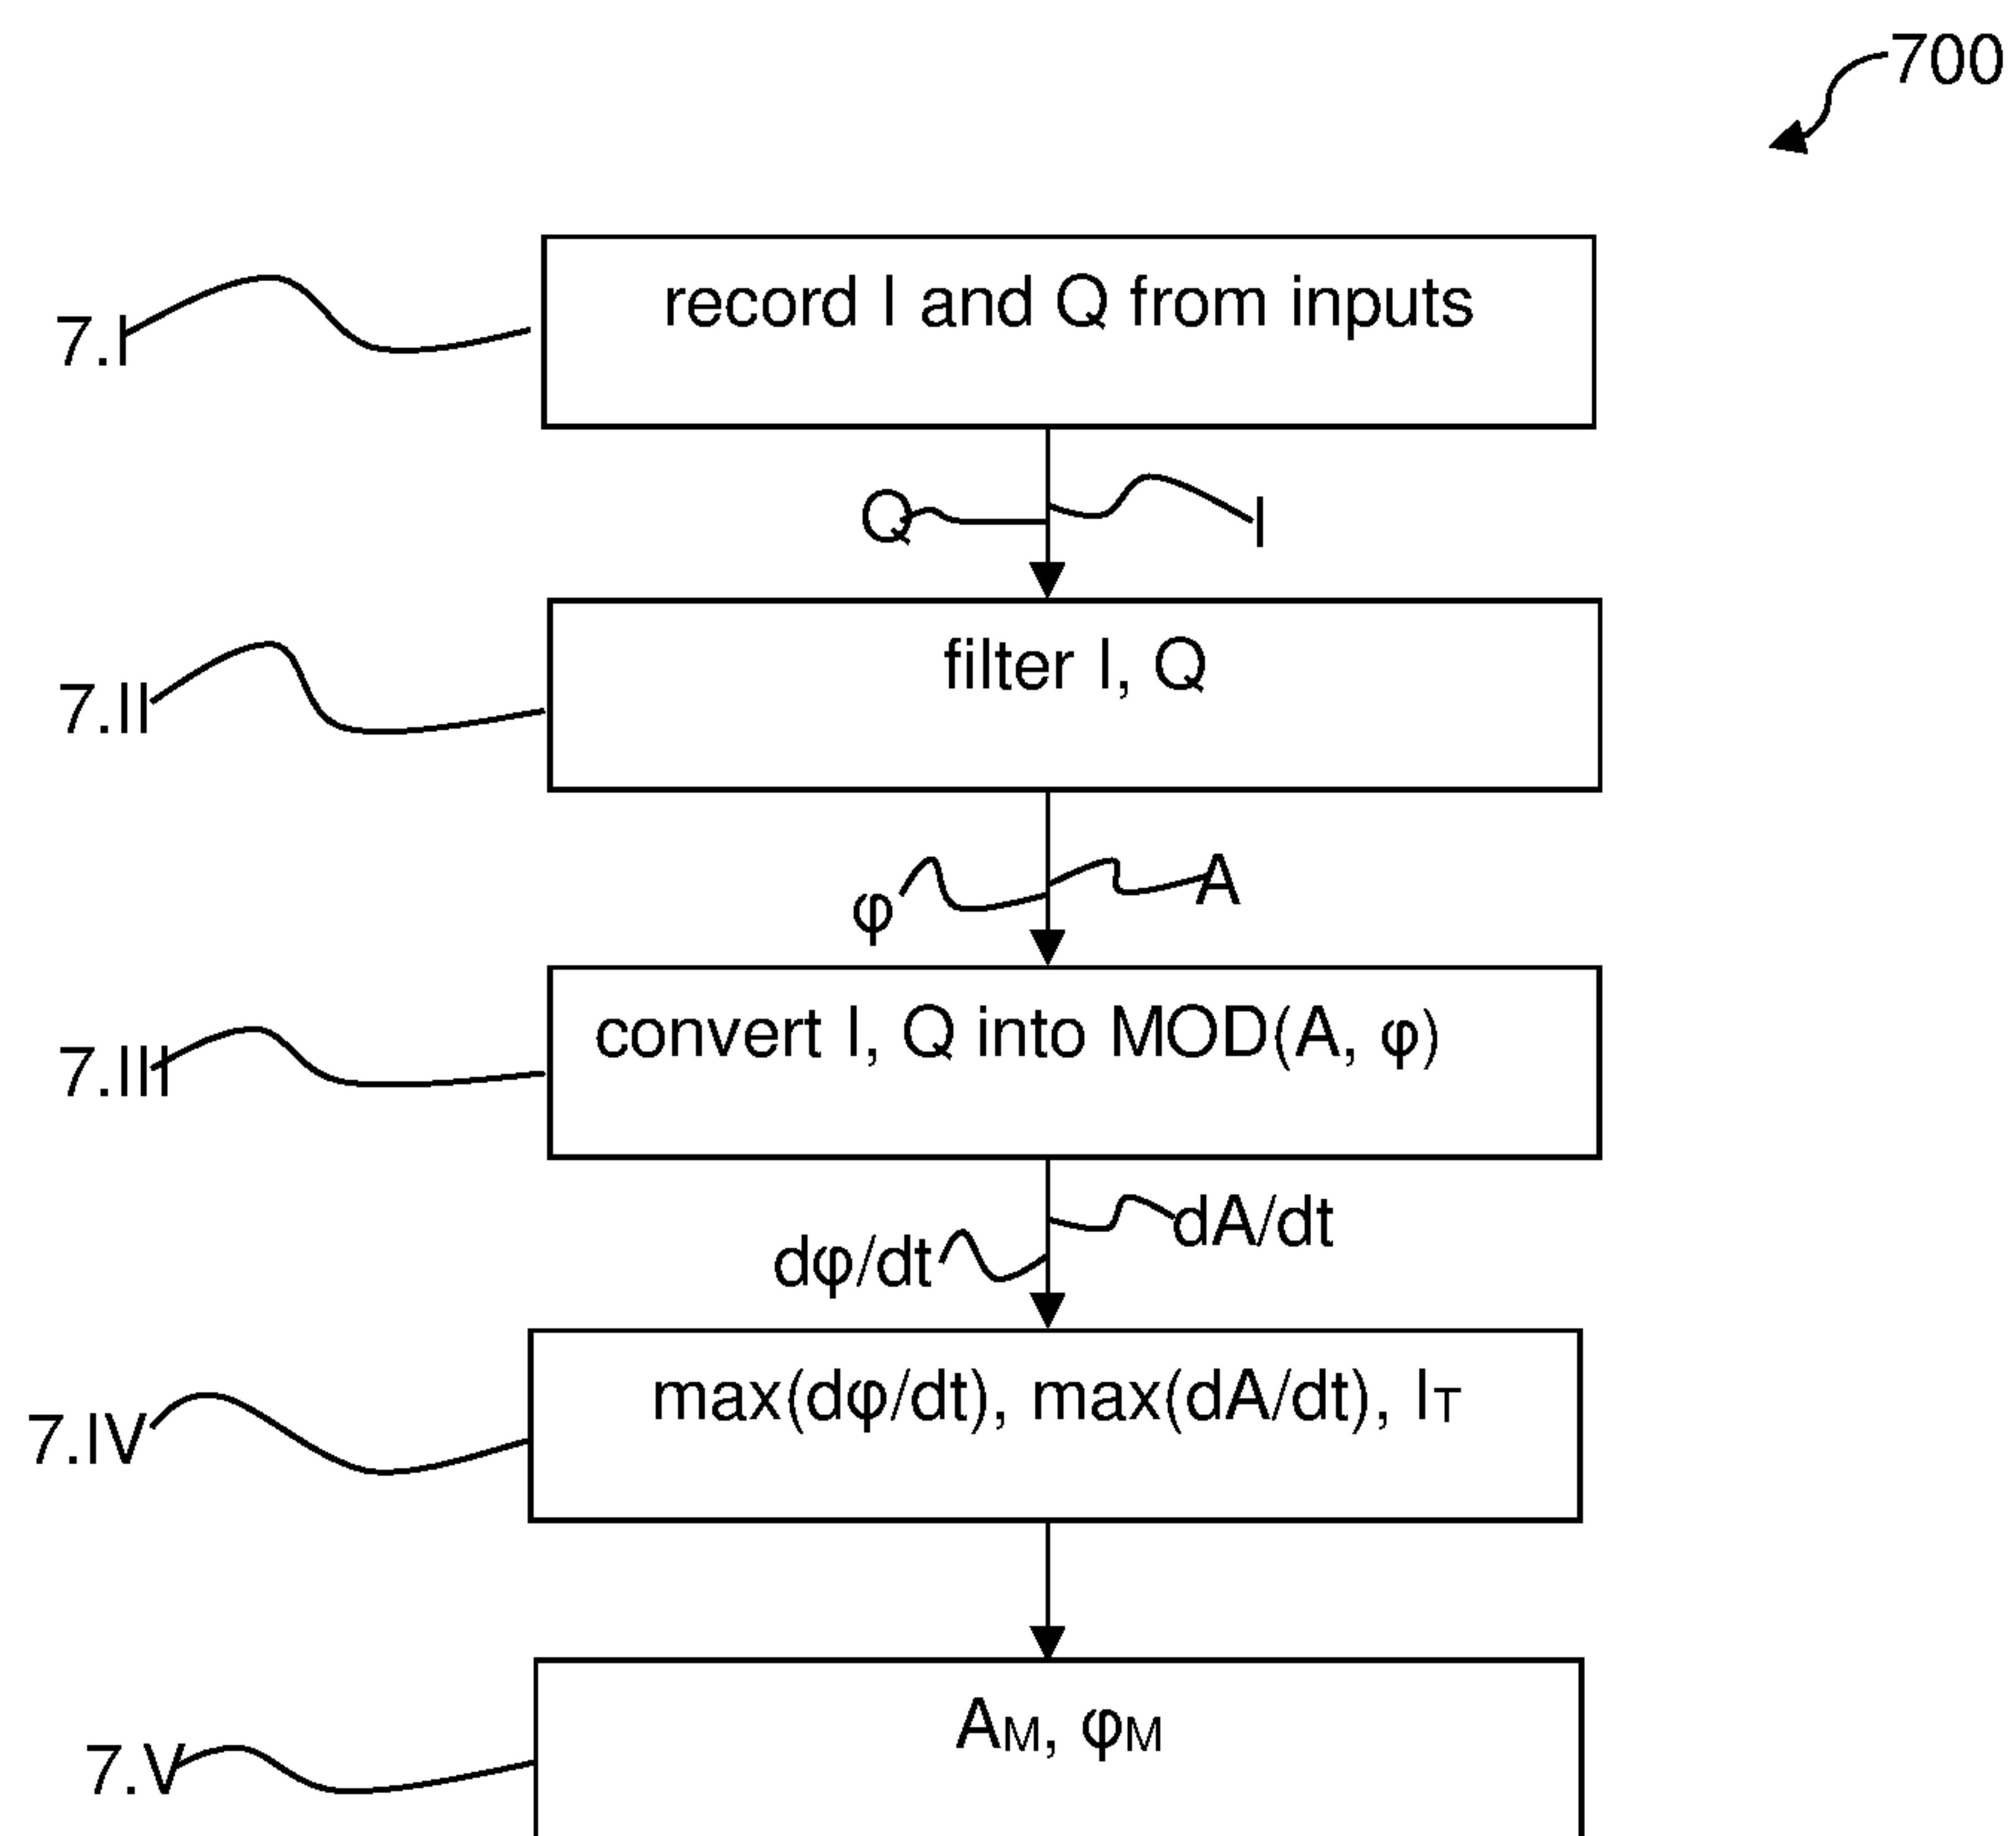 700
7.I
record I and Q from inputs
Q
I
7.II
filter I, Q
φ
A
7.III
convert I, Q into MOD(A, φ)
dφ/dt
dA/dt
7.IV
max(dφ/dt), max(dA/dt), IT
7.V
AM, φM